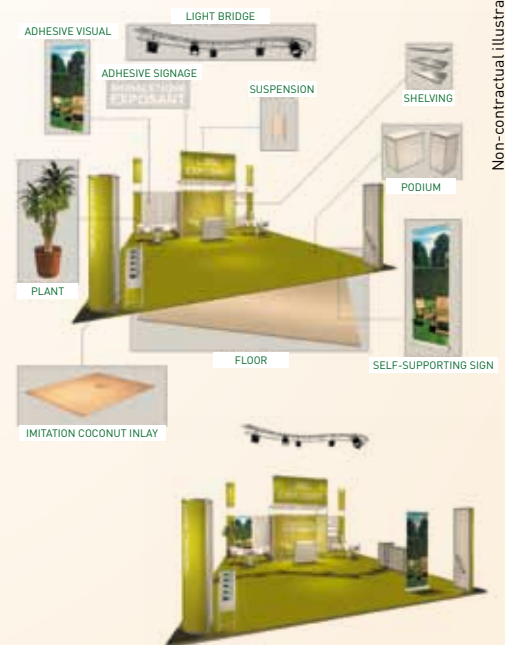 LIGHT BRIDGE
ADHESIVE VISUAL
ADHESIVE SIGNAGE
EXPOSANT
SUSPENSION
SHELVING
PODIUM
PLANT
FLOOR
SELF-SUPPORTING SIGN
IMITATION COCONUT INLAY
Non-contractual illustra